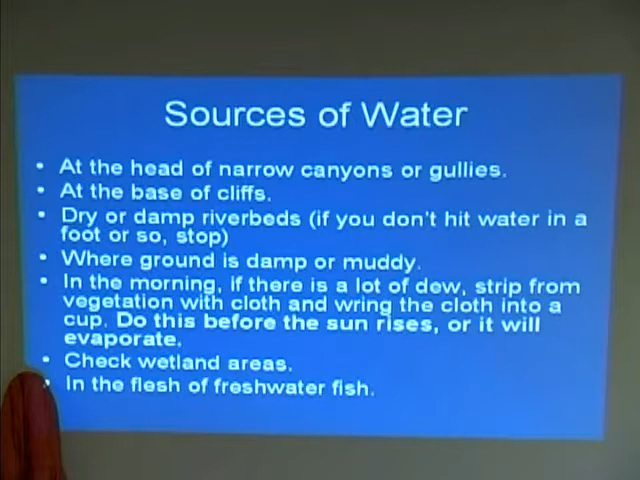 Sources of Water
• At the head of narrow canyons or gullies.
• At the base of cliffs.
• Dry or damp riverbeds (if you don't hit water in a
foot or so, stop)
• Where ground is damp or muddy.
• In the morning, if there is a lot of dew, strip from
vegetation with cloth and wring the cloth into a
cup. Do this before the sun rises, or it will
evaporate.
• Check wetland areas.
• In the flesh of freshwater fish.